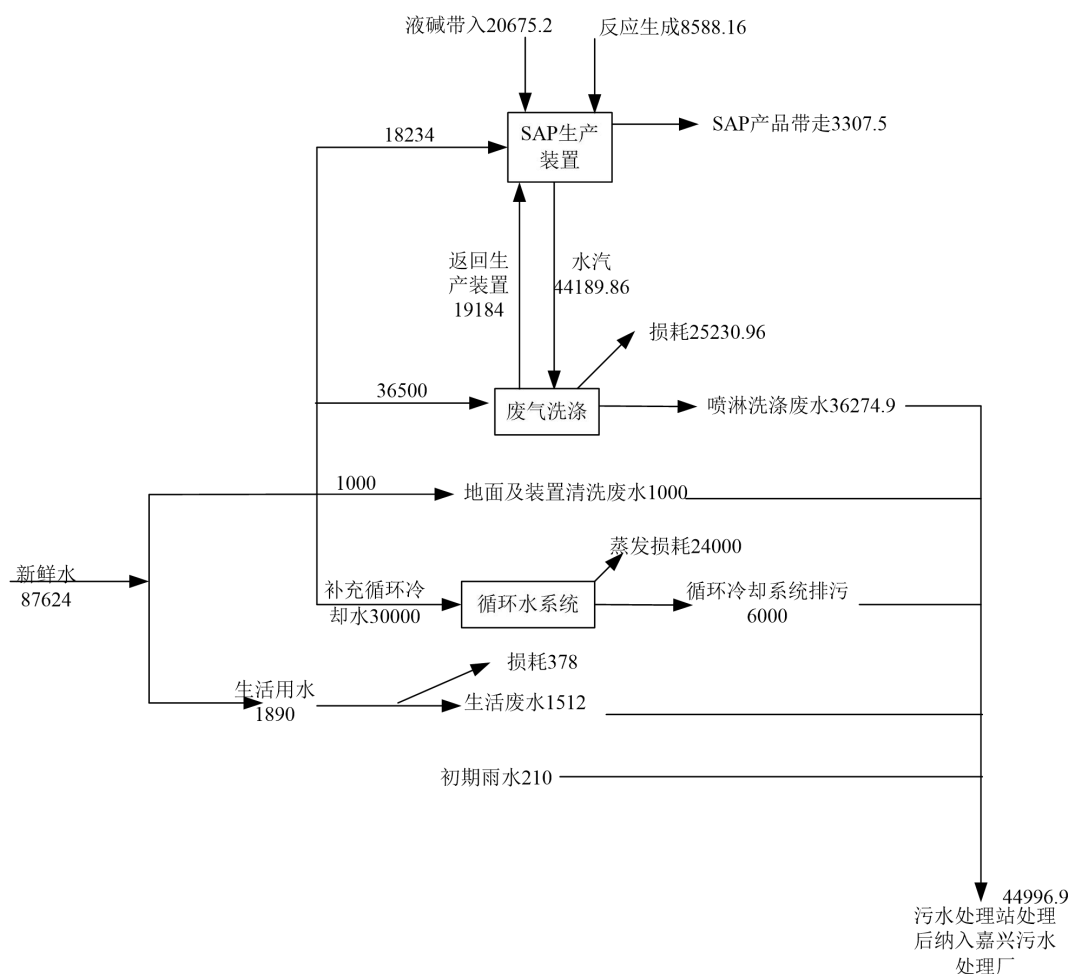 液碱带入20675.2
反应生成8588.16
SAP生产
装置
SAP产品带走3307.5
18234
返回生
产装置
19184
水汽
44189.86
损耗25230.96
36500
废气洗涤
喷淋洗涤废水36274.9
1000
地面及装置清洗废水1000
蒸发损耗24000
新鲜水
87624
补充循环冷
却水30000
循环水系统
循环冷却系统排污
6000
损耗378
生活用水
1890
生活废水1512
初期雨水210
44996.9
污水处理站处理
后纳入嘉兴污水
处理厂